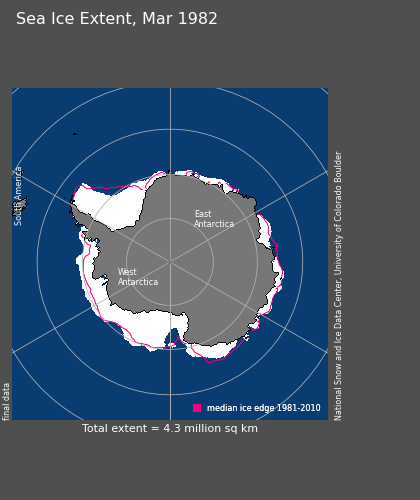 Sea Ice Extent, Mar 1982
South America
East
Antarctica
West
Antarctica
National Snow and Ice Data Center, University of Colorado Boulder
final data
median ice edge 1981-2010
Total extent = 4.3 million sq km